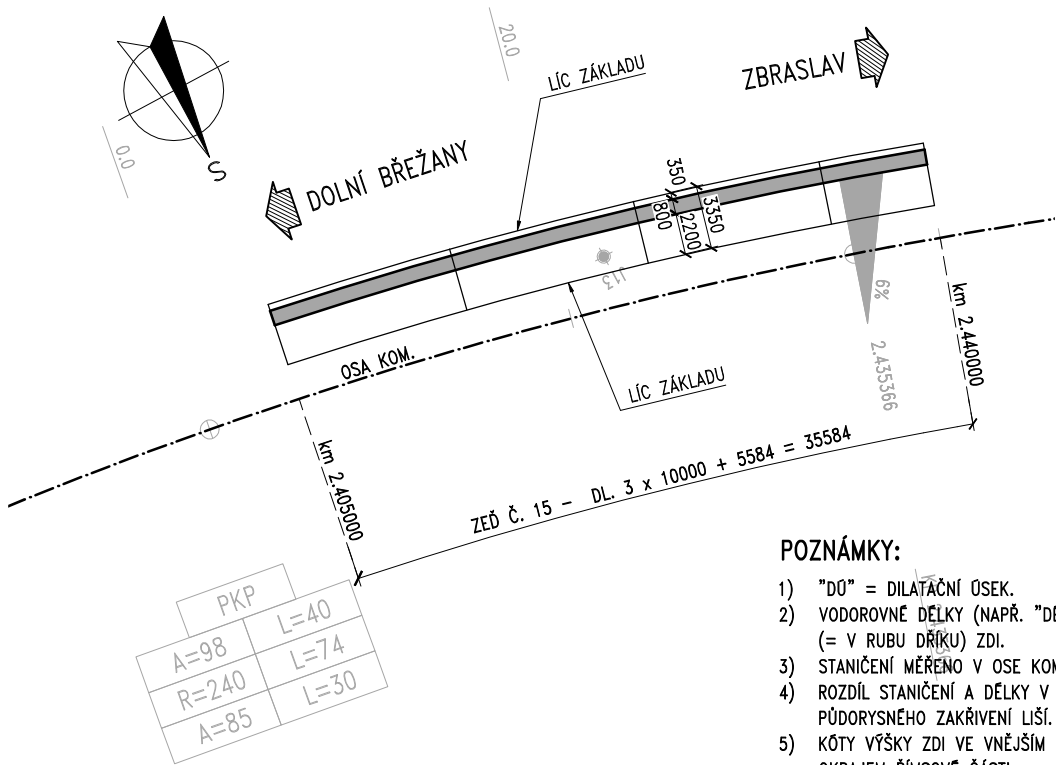 20.0
0.0
S
LÍC ZÁKLADU
ZBRASLAV
DOLNÍ BŘEŽANY
350
800
2200
3350
J13
6%
2.435366
km 2.440000
OSA KOM.
LÍC ZÁKLADU
km 2.405000
ZEĎ Č. 15 – DL. 3 x 10000 + 5584 = 35584
PKP
A=98 L=40
R=240 L=74
A=85 L=30
POZNÁMKY:
1) "DÚ" = DILATAČNÍ ÚSEK.
2) VODOROVNÉ DÉLKY (NAPŘ. "DÉ
(= V RUBU DŘÍKU) ZDI.
3) STANIČENÍ MĚŘENO V OSE KOM
4) ROZDÍL STANIČENÍ A DÉLKY V
PŮDORYSNÉHO ZAKŘIVENÍ LIŠÍ.
5) KÓTY VÝŠKY ZDI VE VNĚJŠÍM